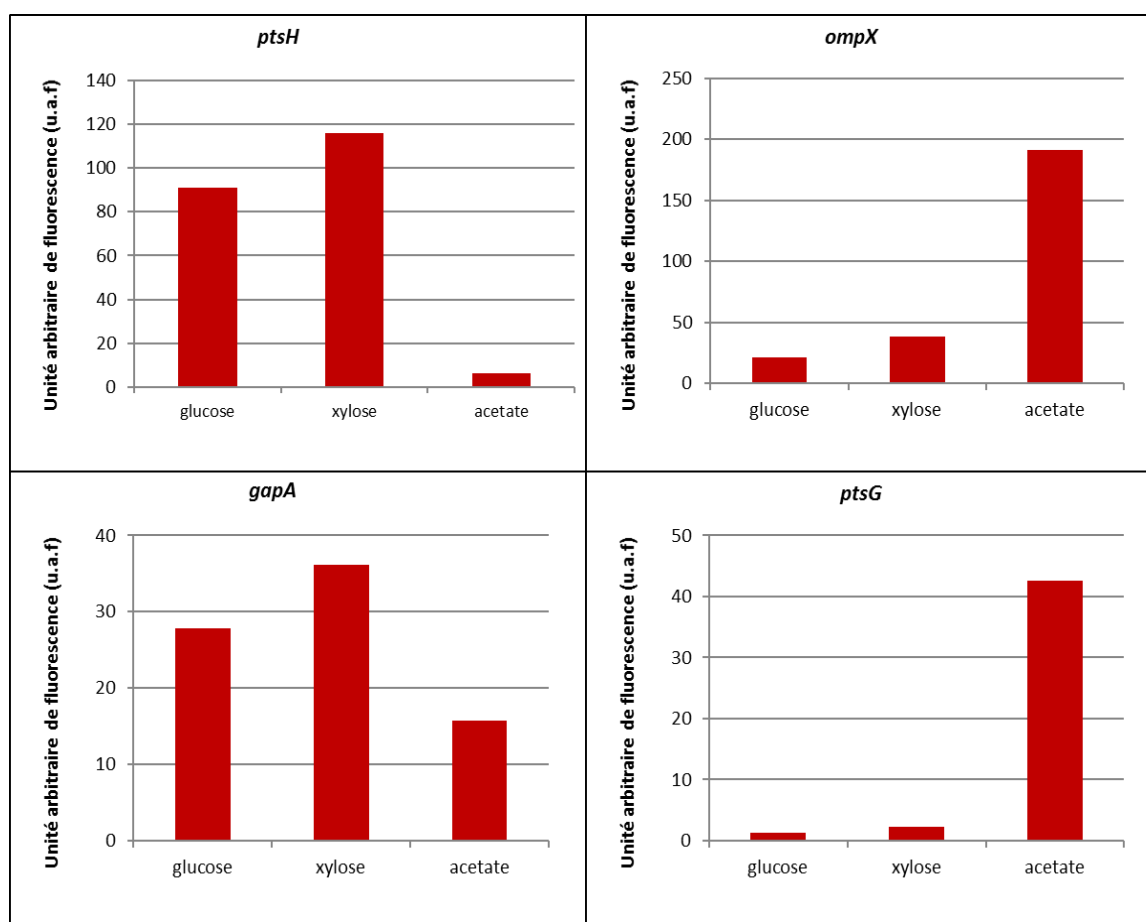 ptsH
Unité arbitraire de fluorescence (u.a.f)
140
120
100
80
60
40
20
0
glucose xylose acetate
ompX
Unité arbitraire de fluorescence (u.a.f)
250
200
150
100
50
0
glucose xylose acetate
gapA
Unité arbitraire de fluorescence (u.a.f)
40
30
20
10
0
glucose xylose acetate
ptsG
Unité arbitraire de fluorescence (u.a.f)
50
40
30
20
10
0
glucose xylose acetate